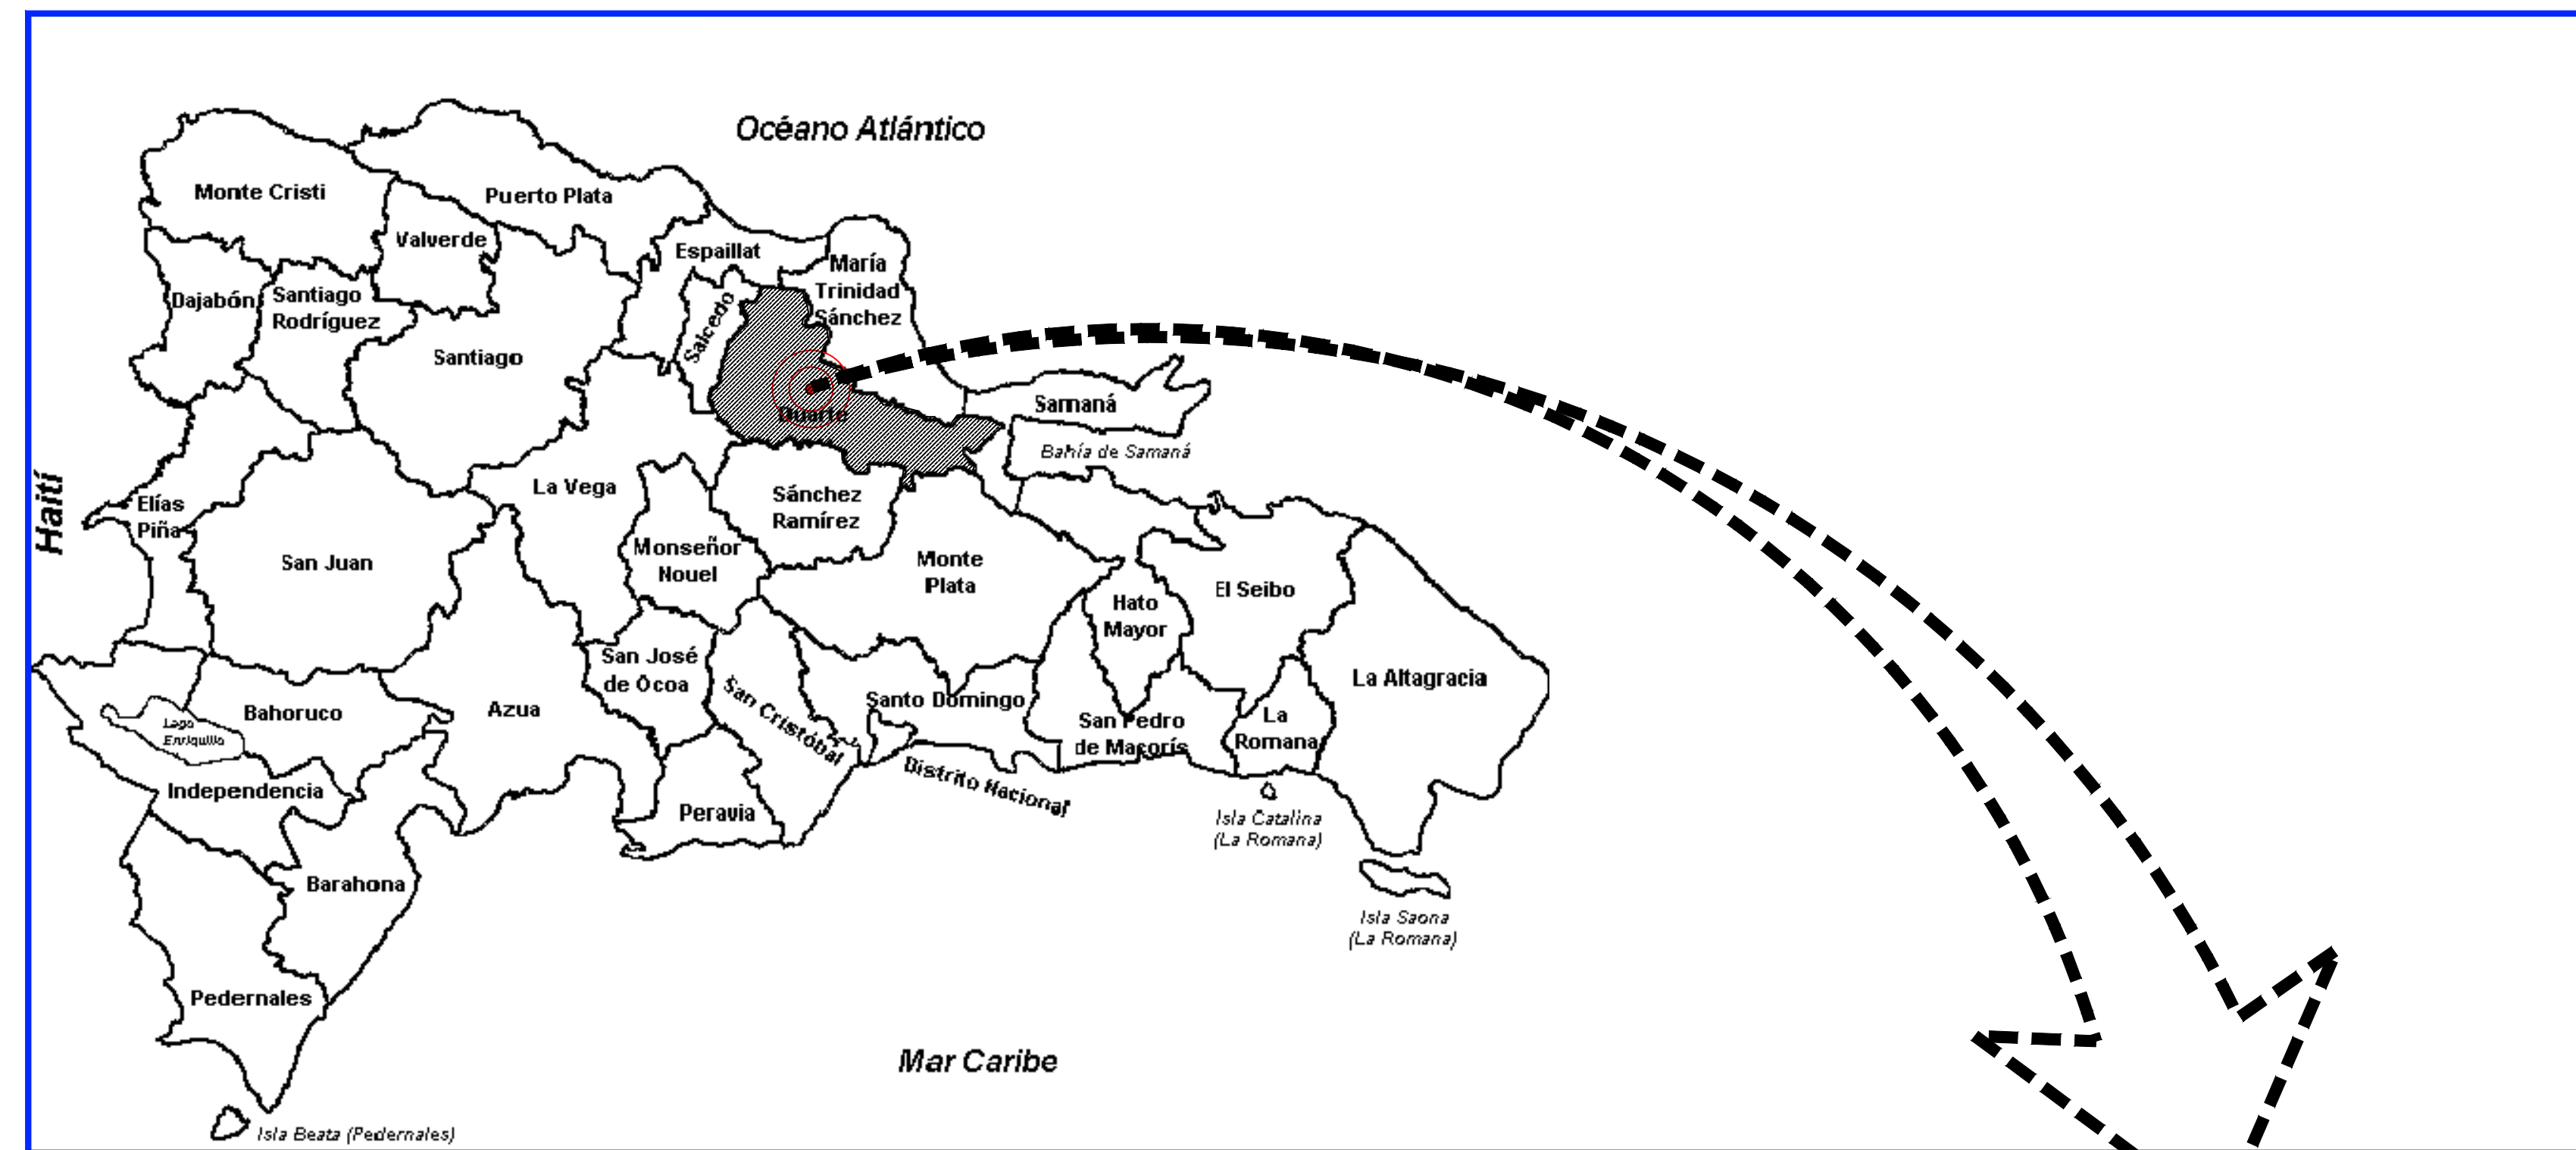 Océano Atlántico
Monte Cristi
Puerto Plata
Valverde
Espaillat
María
Trinidad
Sánchez
Dajabón
Santiago
Rodríguez
Salcedo
Santiago
Duarte
Samaná
Bahía de Samaná
Haití
Elías
Piña
La Vega
Sánchez
Ramírez
San Juan
Monseñor
Nouel
Monte
Plata
Hato
Mayor
El Seibo
La Altagracia
San José
de Ocoa
San Cristóbal
Santo Domingo
San Pedro
de Macorís
La
Romana
Azua
Bahoruco
Lago
Enriquillo
Independencia
Peravia
Distrito Nacional
Isla Catalina
(La Romana)
Barahona
Isla Saona
(La Romana)
Pedernales
Mar Caribe
Isla Beata (Pedernales)